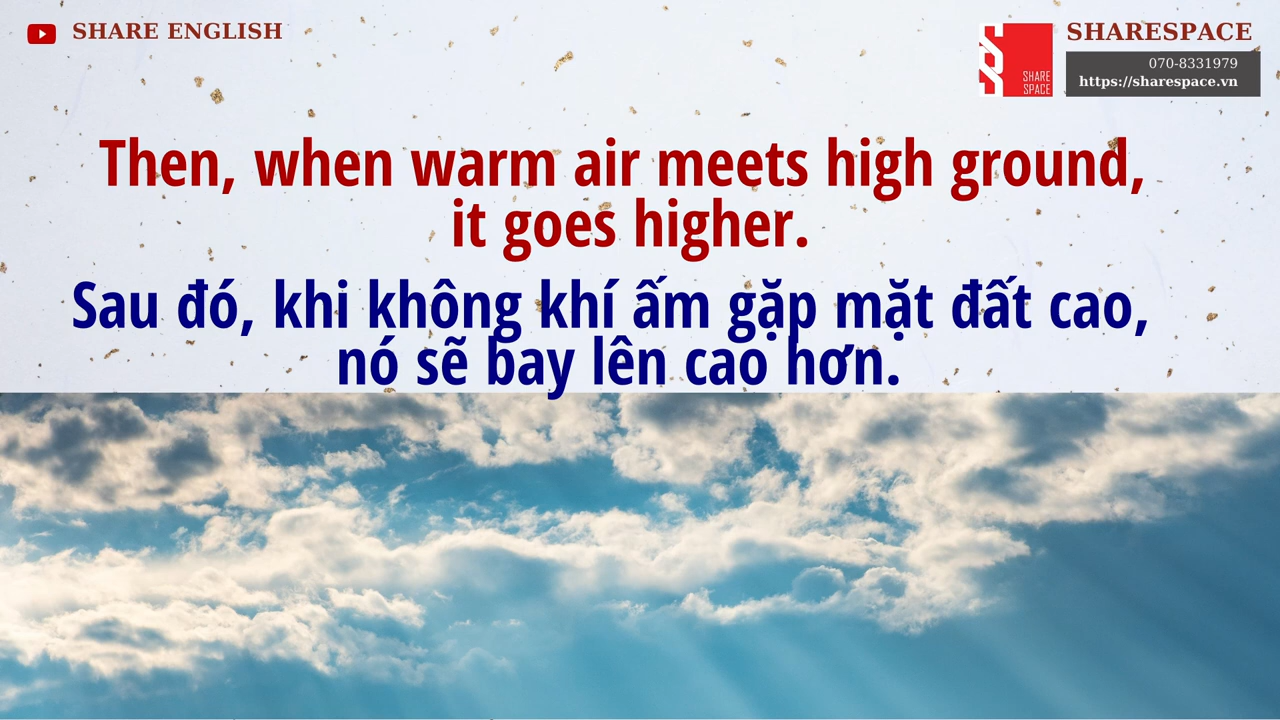 SHARE ENGLISH
SHARESPACE
070-8331979
https://sharespace.vn
SHARE
SPACE
Then, when warm air meets high ground,
it goes higher.
Sau đó, khi không khí ấm gặp mặt đất cao,
nó sẽ bay lên cao hơn.